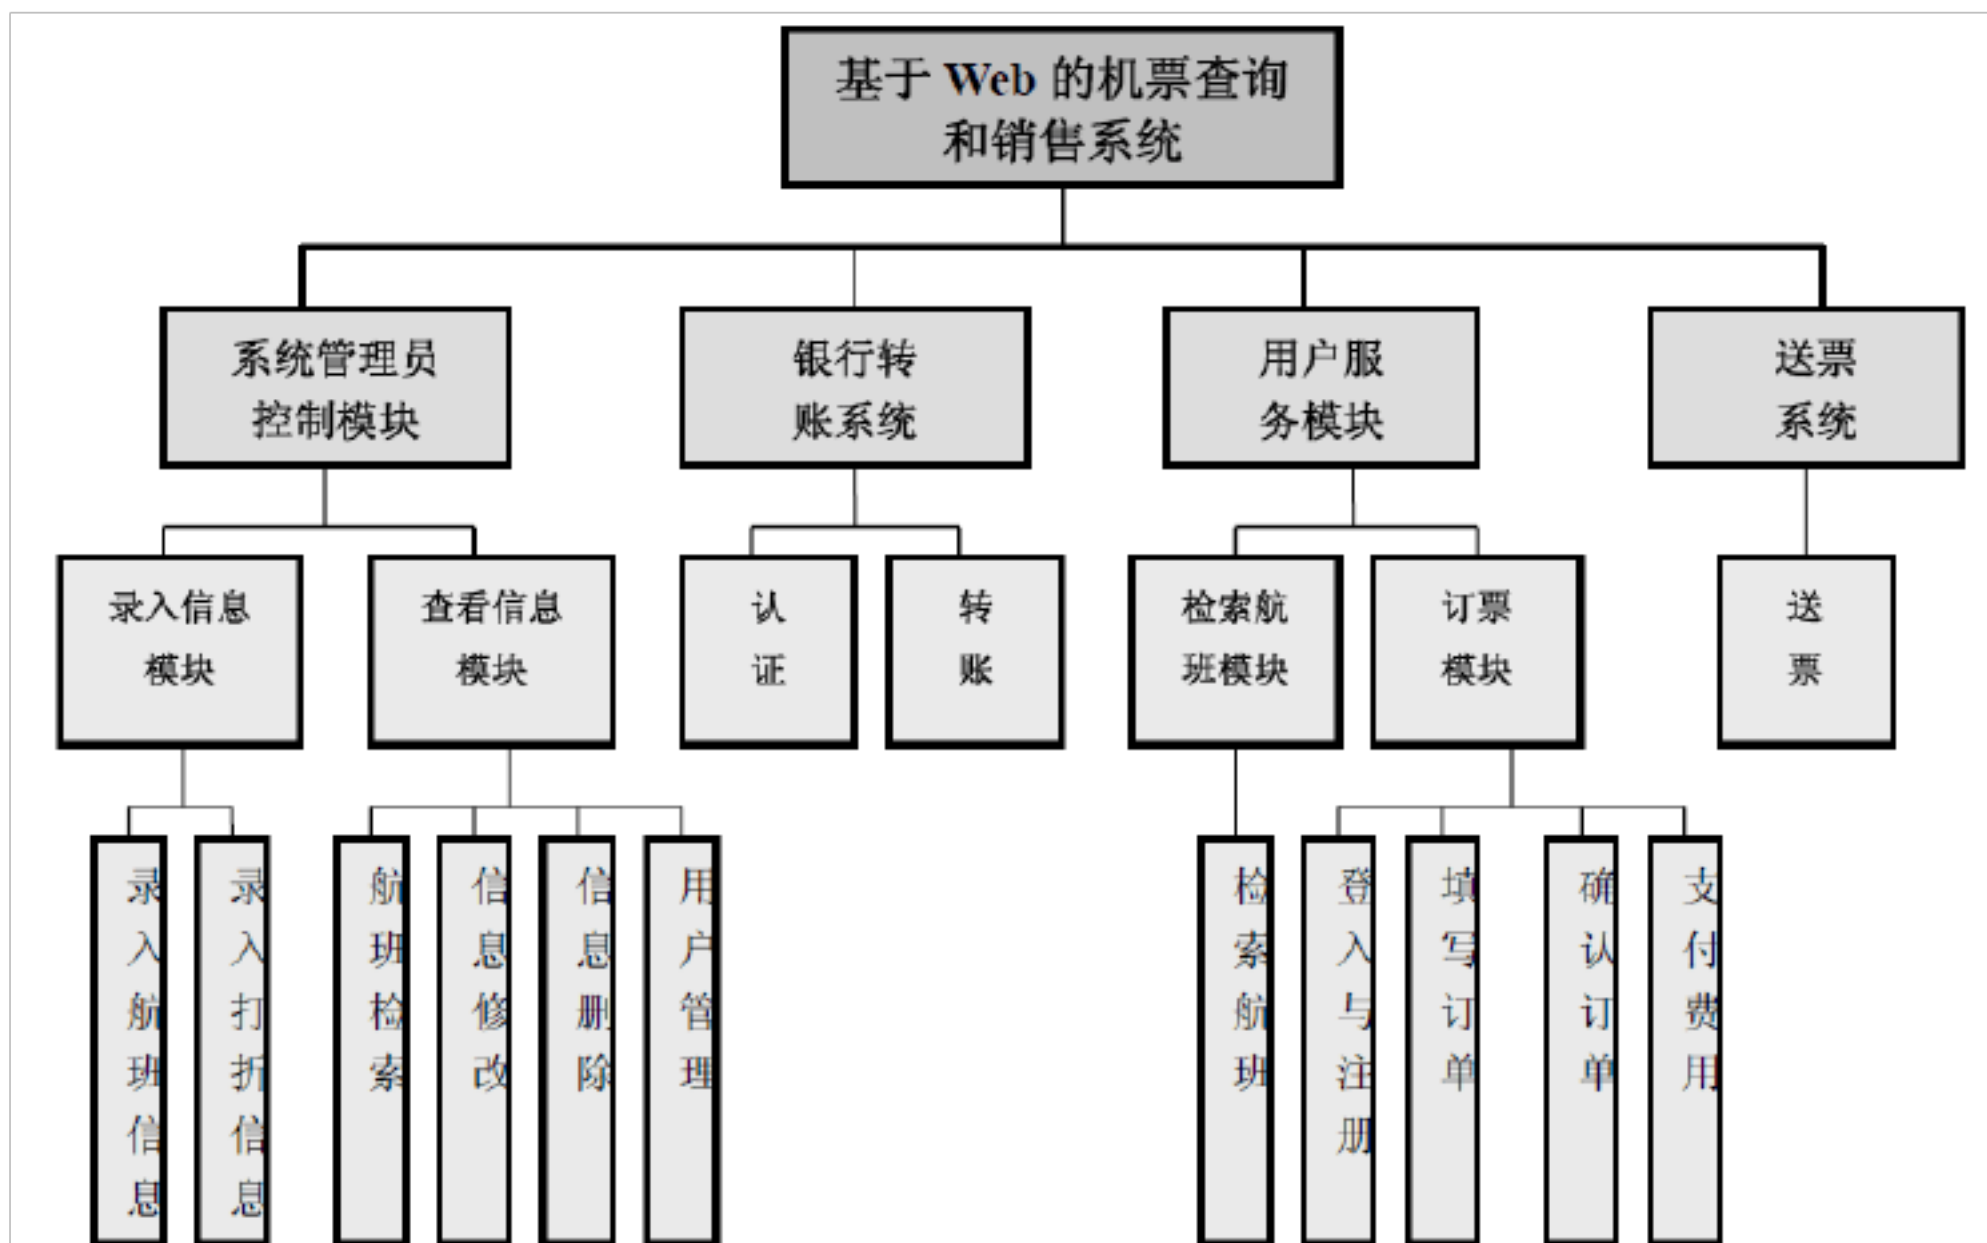 基于 Web 的机票查询
和销售系统
系统管理员
控制模块
银行转
账系统
用户服
务模块
送票
系统
录入信息
模块
查看信息
模块
认
证
转
账
检索航
班模块
订票
模块
送
票
录入航班信息
录入打折信息
航班检索
信息修改
信息删除
用户管理
检索航班
登入与注册
填写订单
确认订单
支付费用